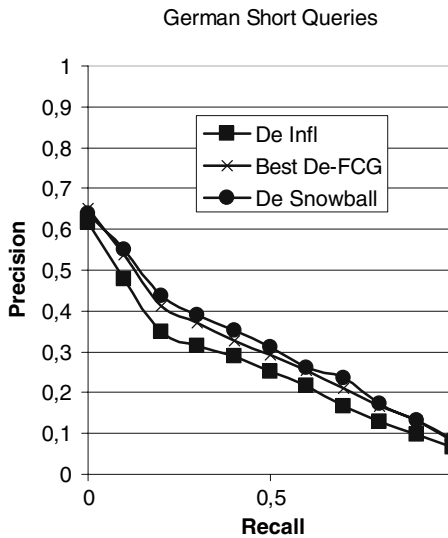 German Short Queries
1
0,9
0,8
0,7
0,6
0,5
0,4
0,3
0,2
0,1
0
Precision
De Infl
Best De-FCG
De Snowball
0
0,5
Recall